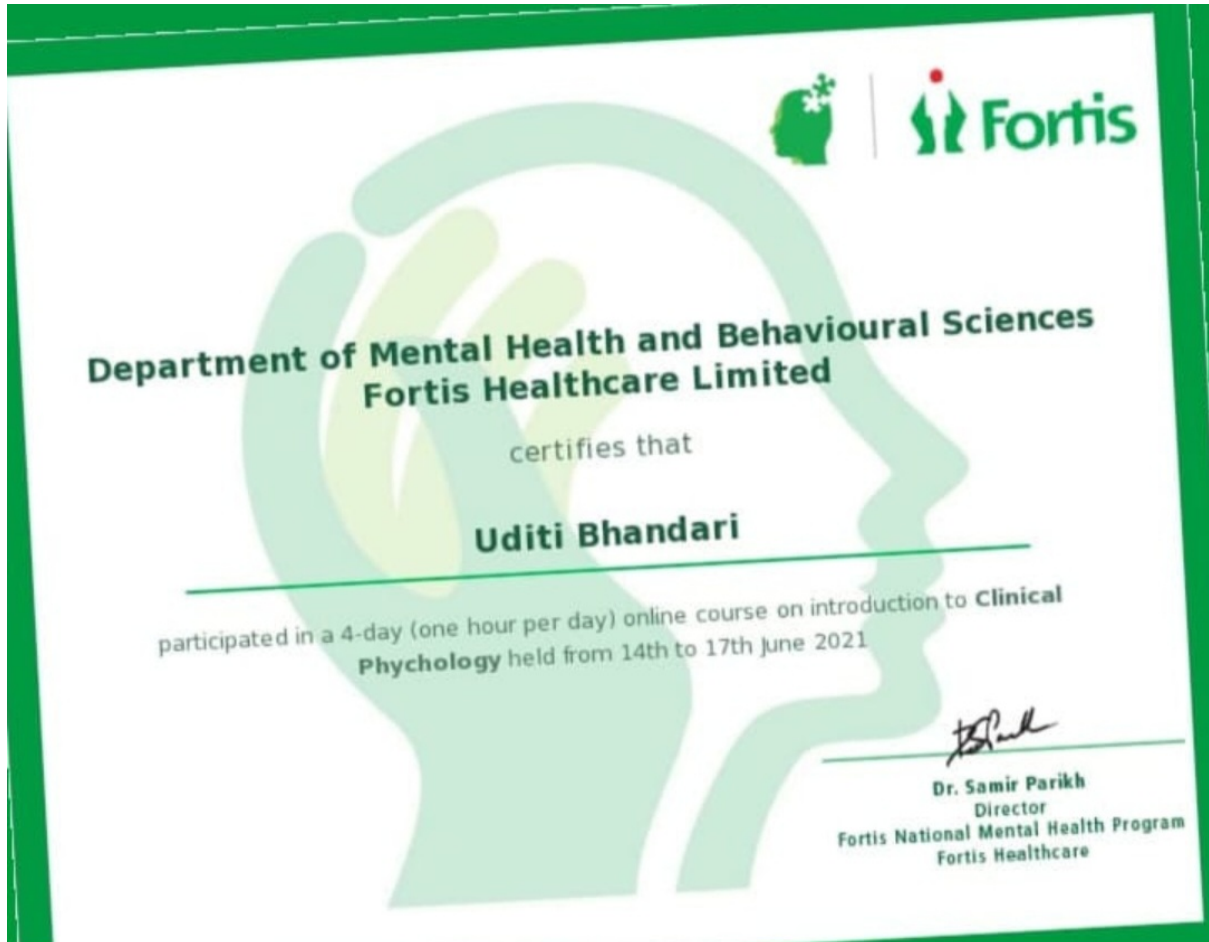 Fortis
Department of Mental Health and Behavioural Sciences
Fortis Healthcare Limited
certifies that
Uditi Bhandari
participated in a 4-day (one hour per day) online course on introduction to Clinical
Phychology held from 14th to 17th June 2021
Dr. Samir Parikh
Director
Fortis National Mental Health Program
Fortis Healthcare